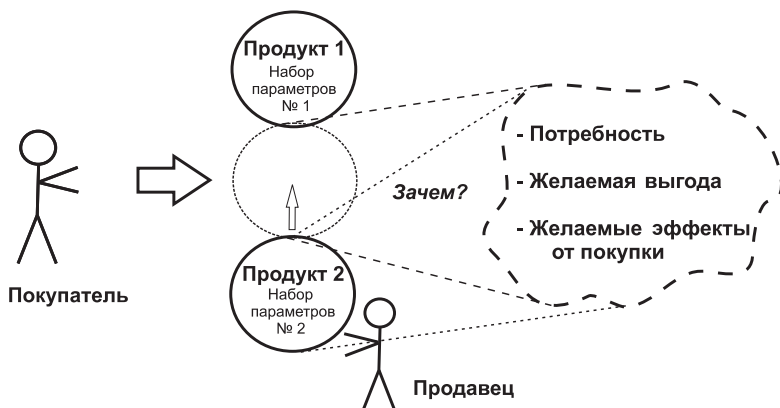 Продукт 1
Набор
параметров
№ 1
Зачем?
- Потребность
- Желаемая выгода
- Желаемые эффекты
от покупки
Покупатель
Продукт 2
Набор
параметров
№ 2
Продавец